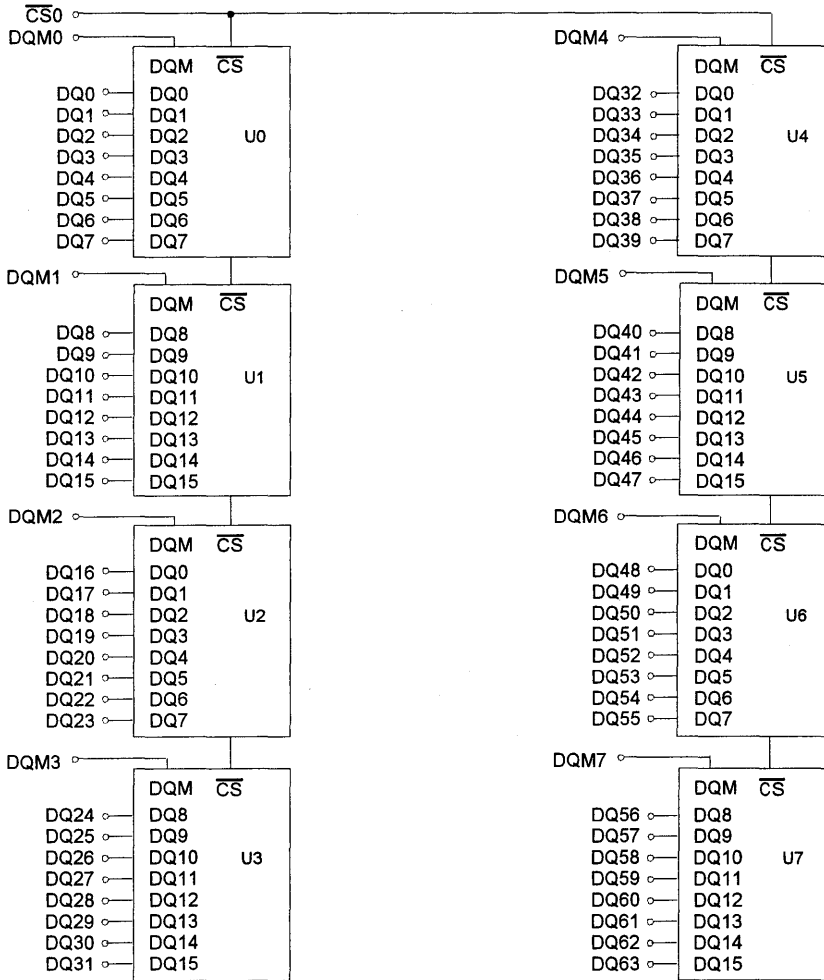 CS0
DQM0
DQM CS
DQ0 DQ0
DQ1 DQ1
DQ2 DQ2 U0
DQ3 DQ3
DQ4 DQ4
DQ5 DQ5
DQ6 DQ6
DQ7 DQ7
DQM1
DQM CS
DQ8 DQ8
DQ9 DQ9
DQ10 DQ10 U1
DQ11 DQ11
DQ12 DQ12
DQ13 DQ13
DQ14 DQ14
DQ15 DQ15
DQM2
DQM CS
DQ16 DQ0
DQ17 DQ1
DQ18 DQ2 U2
DQ19 DQ3
DQ20 DQ4
DQ21 DQ5
DQ22 DQ6
DQ23 DQ7
DQM3
DQM CS
DQ24 DQ8
DQ25 DQ9
DQ26 DQ10 U3
DQ27 DQ11
DQ28 DQ12
DQ29 DQ13
DQ30 DQ14
DQ31 DQ15
DQM4
DQM CS
DQ32 DQ0
DQ33 DQ1
DQ34 DQ2 U4
DQ35 DQ3
DQ36 DQ4
DQ37 DQ5
DQ38 DQ6
DQ39 DQ7
DQM5
DQM CS
DQ40 DQ8
DQ41 DQ9
DQ42 DQ10 U5
DQ43 DQ11
DQ44 DQ12
DQ45 DQ13
DQ46 DQ14
DQ47 DQ15
DQM6
DQM CS
DQ48 DQ0
DQ49 DQ1
DQ50 DQ2 U6
DQ51 DQ3
DQ52 DQ4
DQ53 DQ5
DQ54 DQ6
DQ55 DQ7
DQM7
DQM CS
DQ56 DQ8
DQ57 DQ9
DQ58 DQ10 U7
DQ59 DQ11
DQ60 DQ12
DQ61 DQ13
DQ62 DQ14
DQ63 DQ15